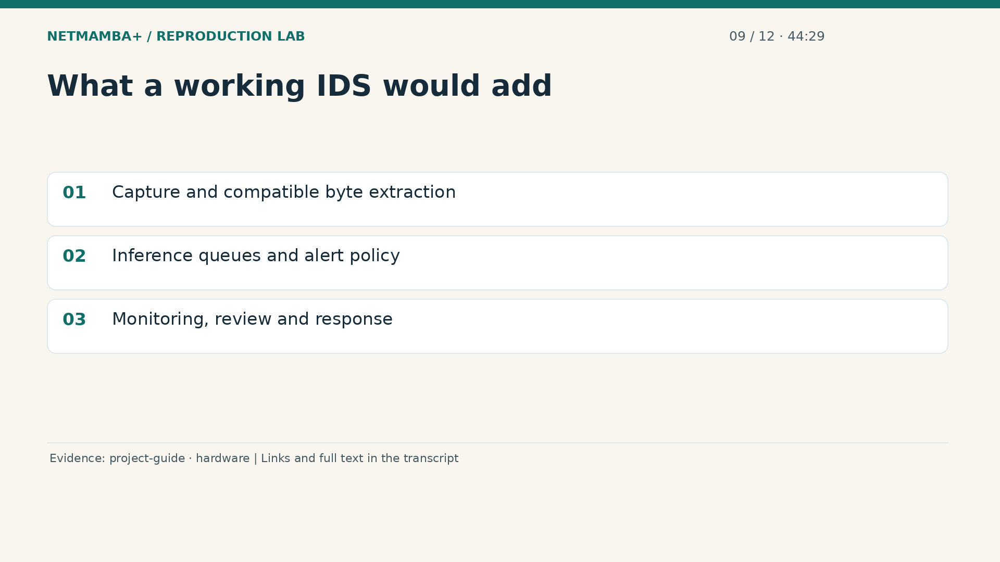 NETMAMBA+ / REPRODUCTION LAB
09 / 12 · 44:29
What a working IDS would add
01 Capture and compatible byte extraction
02 Inference queues and alert policy
03 Monitoring, review and response
Evidence: project-guide · hardware | Links and full text in the transcript